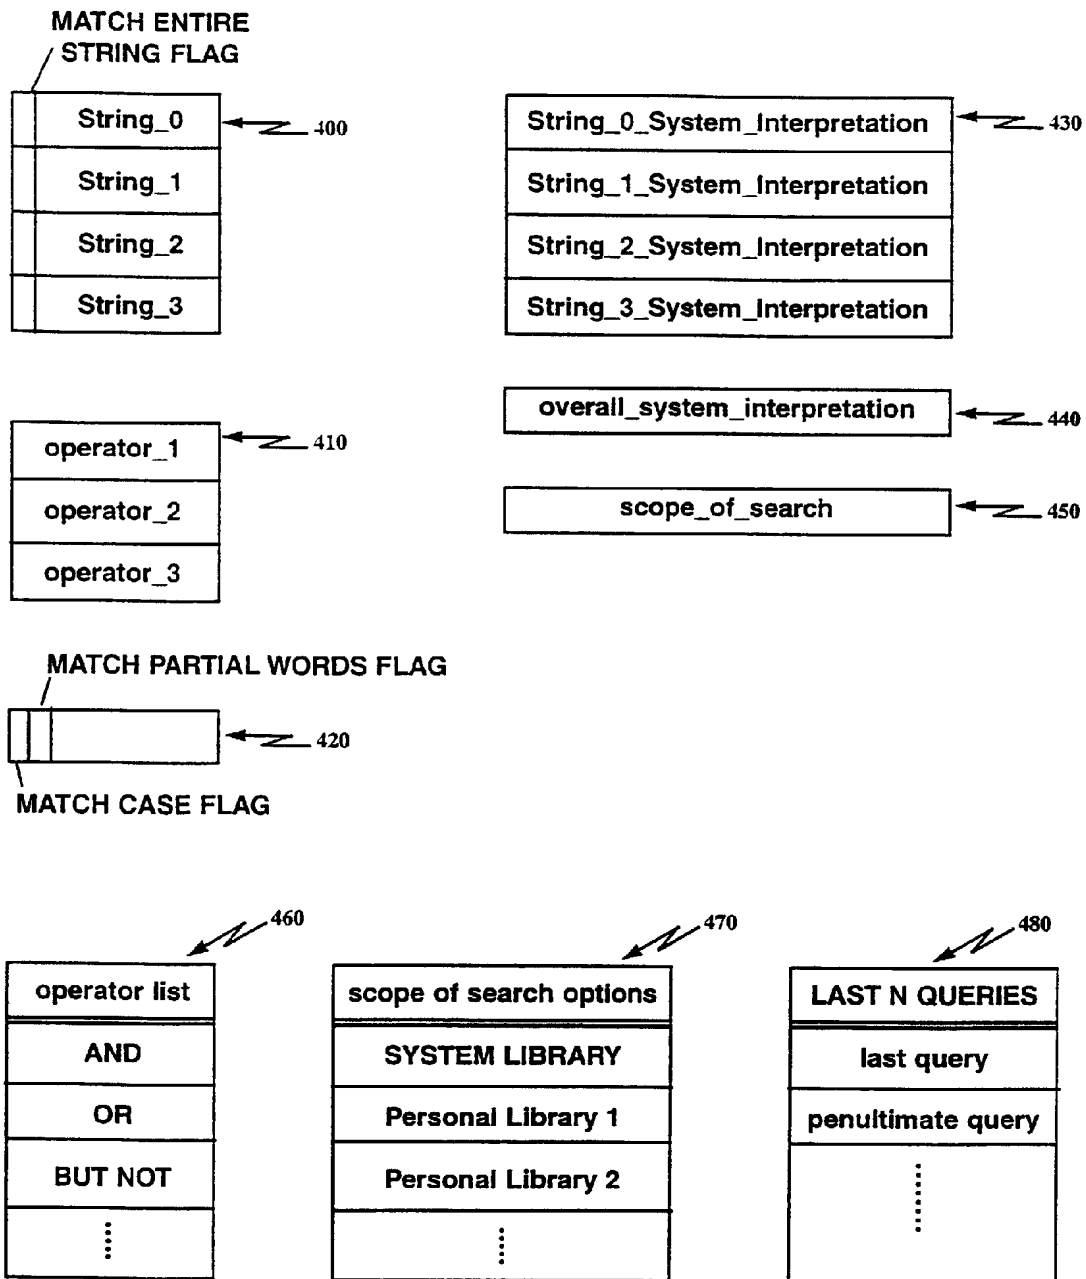 MATCH ENTIRE
STRING FLAG
String_0
400
String_1
String_2
String_3
String_0_System_Interpretation
430
String_1_System_Interpretation
String_2_System_Interpretation
String_3_System_Interpretation
overall_system_interpretation
440
operator_1
410
operator_2
operator_3
scope_of_search
450
MATCH PARTIAL WORDS FLAG
420
MATCH CASE FLAG
460
operator list
AND
OR
BUT NOT
470
scope of search options
SYSTEM LIBRARY
Personal Library 1
Personal Library 2
480
LAST N QUERIES
last query
penultimate query